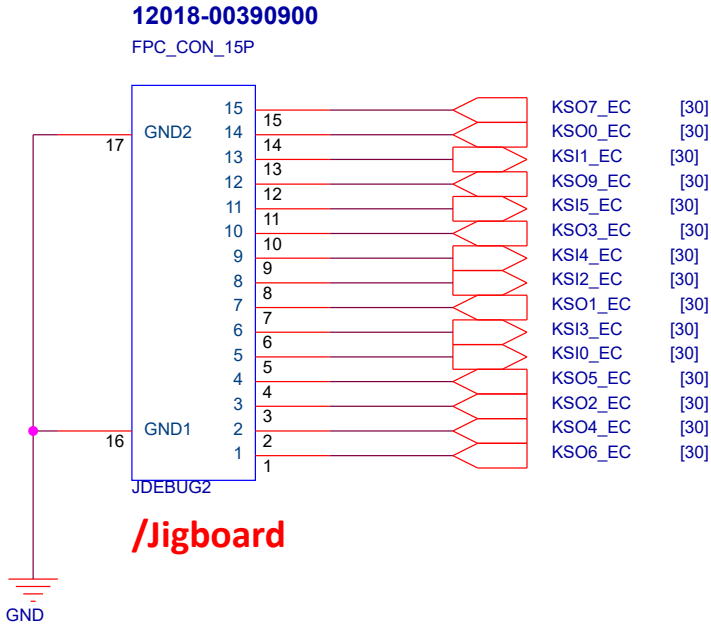 12018-00390900
FPC_CON_15P
15 15 KSO7_EC [30]
17 GND2 14 14 KSO0_EC [30]
13 13 KSI1_EC [30]
12 12 KSO9_EC [30]
11 11 KSI5_EC [30]
10 10 KSO3_EC [30]
9 9 KSI4_EC [30]
8 8 KSI2_EC [30]
7 7 KSO1_EC [30]
6 6 KSI3_EC [30]
5 5 KSI0_EC [30]
4 4 KSO5_EC [30]
3 3 KSO2_EC [30]
16 GND1 2 2 KSO4_EC [30]
1 1 KSO6_EC [30]
JDEBUG2
/Jigboard
GND